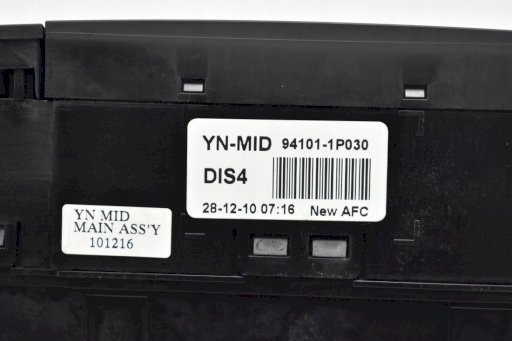 YN-MID 94101-1P030
DIS4
28-12-10 07:16 New AFC
YN MID
MAIN ASS'Y
101216